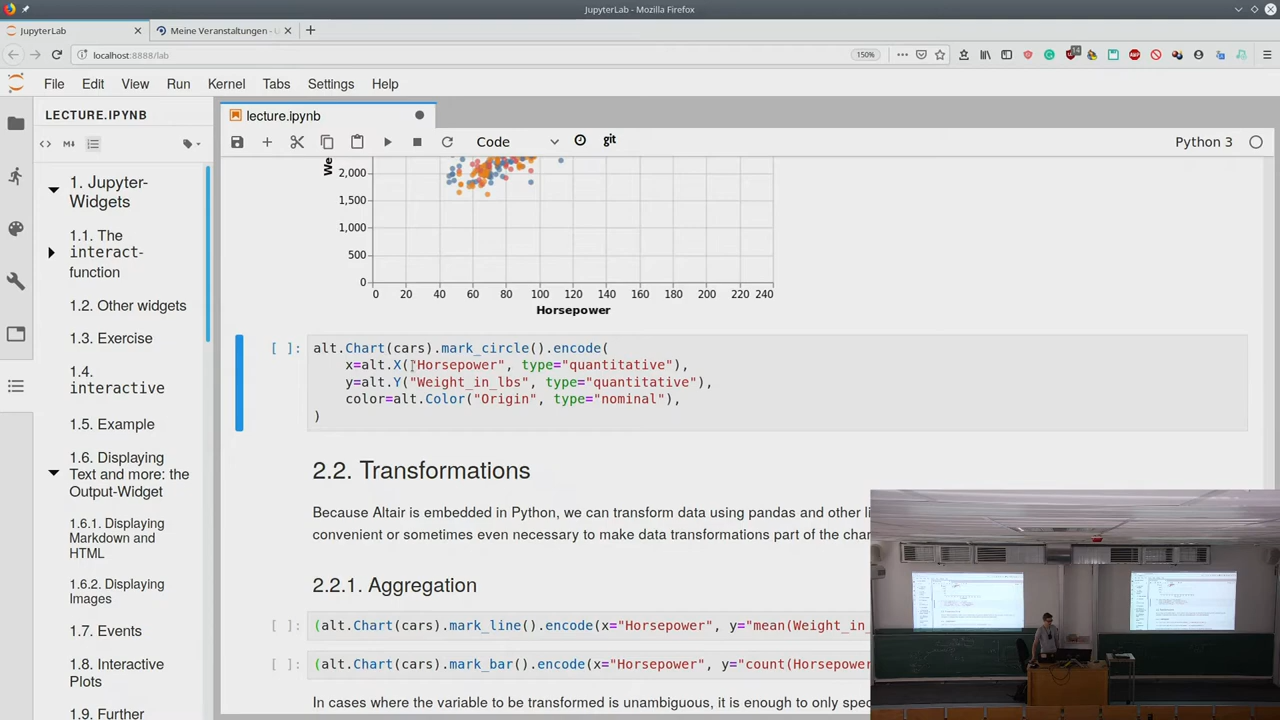 JupyterLab - Mozilla Firefox
JupyterLab
Meine Veranstaltungen - U
localhost:8888/lab
150%
14
ABP
File Edit View Run Kernel Tabs Settings Help
LECTURE.IPYNB
lecture.ipynb
Code
git
Python 3
1. Jupyter-
Widgets
1.1. The
interact-
function
1.2. Other widgets
1.3. Exercise
1.4.
interactive
1.5. Example
1.6. Displaying
Text and more: the
Output-Widget
1.6.1. Displaying
Markdown and
HTML
1.6.2. Displaying
Images
1.7. Events
1.8. Interactive
Plots
1.9. Further
We
2,000
1,500
1,000
500
0
0 20 40 60 80 100 120 140 160 180 200 220 240
Horsepower
[ ]: alt.Chart(cars).mark_circle().encode(
x=alt.X("Horsepower", type="quantitative"),
y=alt.Y("Weight_in_lbs", type="quantitative"),
color=alt.Color("Origin", type="nominal"),
)
2.2. Transformations
Because Altair is embedded in Python, we can transform data using pandas and other li
convenient or sometimes even necessary to make data transformations part of the char
2.2.1. Aggregation
[ ]: (alt.Chart(cars).mark_line().encode(x="Horsepower", y="mean(Weight_in_
[ ]: (alt.Chart(cars).mark_bar().encode(x="Horsepower", y="count(Horsepower
In cases where the variable to be transformed is unambiguous, it is enough to only spec